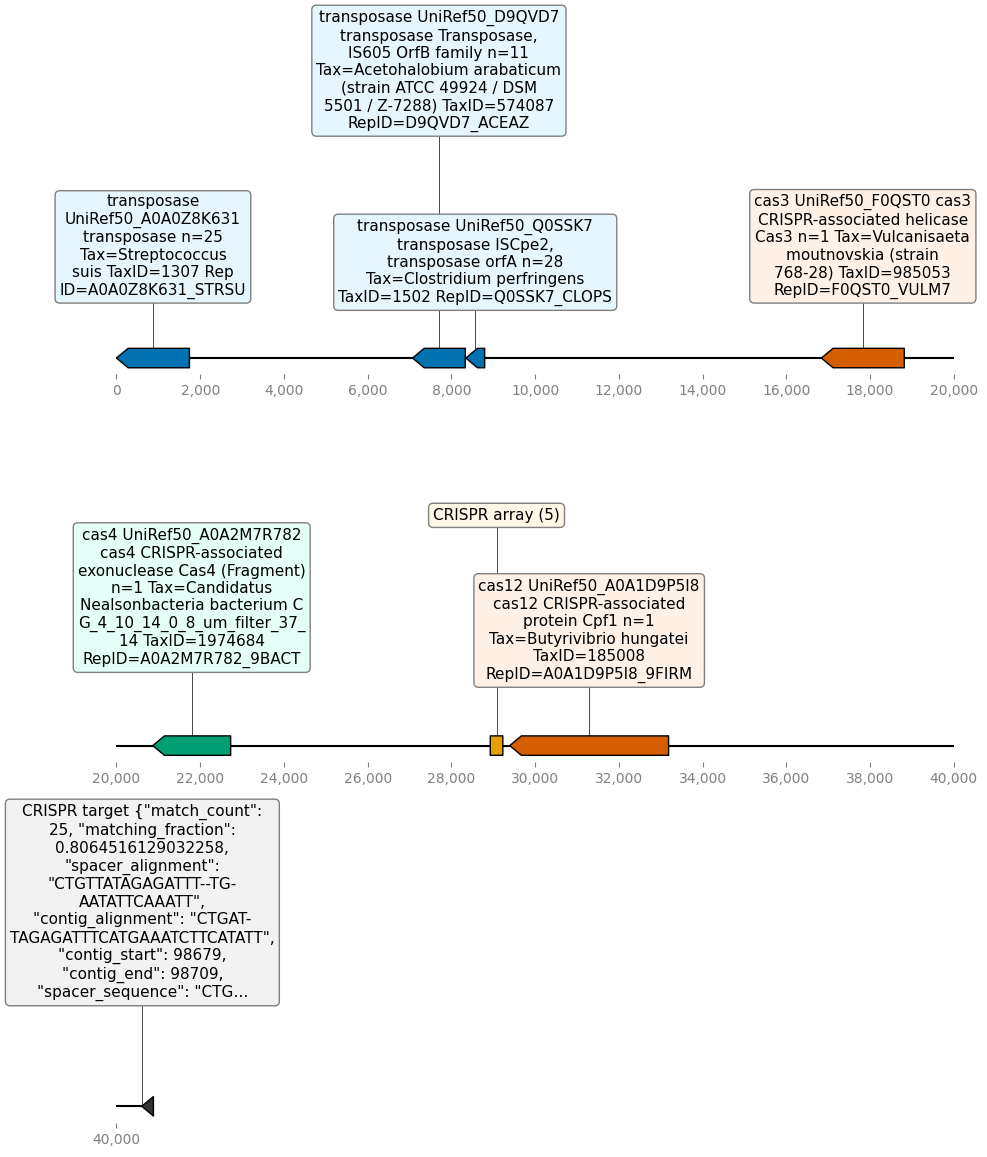 transposase UniRef50_D9QVD7
transposase Transposase,
IS605 OrfB family n=11
Tax=Acetohalobium arabaticum
(strain ATCC 49924 / DSM
5501 / Z-7288) TaxID=574087
RepID=D9QVD7_ACEAZ
transposase
UniRef50_A0A0Z8K631
transposase n=25
Tax=Streptococcus
suis TaxID=1307 Rep
ID=A0A0Z8K631_STRSU
transposase UniRef50_Q0SSK7
transposase ISCpe2,
transposase orfA n=28
Tax=Clostridium perfringens
TaxID=1502 RepID=Q0SSK7_CLOPS
cas3 UniRef50_F0QST0 cas3
CRISPR-associated helicase
Cas3 n=1 Tax=Vulcanisaeta
moutnovskia (strain
768-28) TaxID=985053
RepID=F0QST0_VULM7
0 2,000 4,000 6,000 8,000 10,000 12,000 14,000 16,000 18,000 20,000
CRISPR array (5)
cas4 UniRef50_A0A2M7R782
cas4 CRISPR-associated
exonuclease Cas4 (Fragment)
n=1 Tax=Candidatus
Nealsonbacteria bacterium C
G_4_10_14_0_8_um_filter_37_
14 TaxID=1974684
RepID=A0A2M7R782_9BACT
cas12 UniRef50_A0A1D9P5I8
cas12 CRISPR-associated
protein Cpf1 n=1
Tax=Butyrivibrio hungatei
TaxID=185008
RepID=A0A1D9P5I8_9FIRM
20,000 22,000 24,000 26,000 28,000 30,000 32,000 34,000 36,000 38,000 40,000
CRISPR target {"match_count":
25, "matching_fraction":
0.8064516129032258,
"spacer_alignment":
"CTGTTATAGAGATTT--TG-
AATATTCAAATT",
"contig_alignment": "CTGAT-
TAGAGATTTCATGAAATCTTCATATT",
"contig_start": 98679,
"contig_end": 98709,
"spacer_sequence": "CTG...
40,000